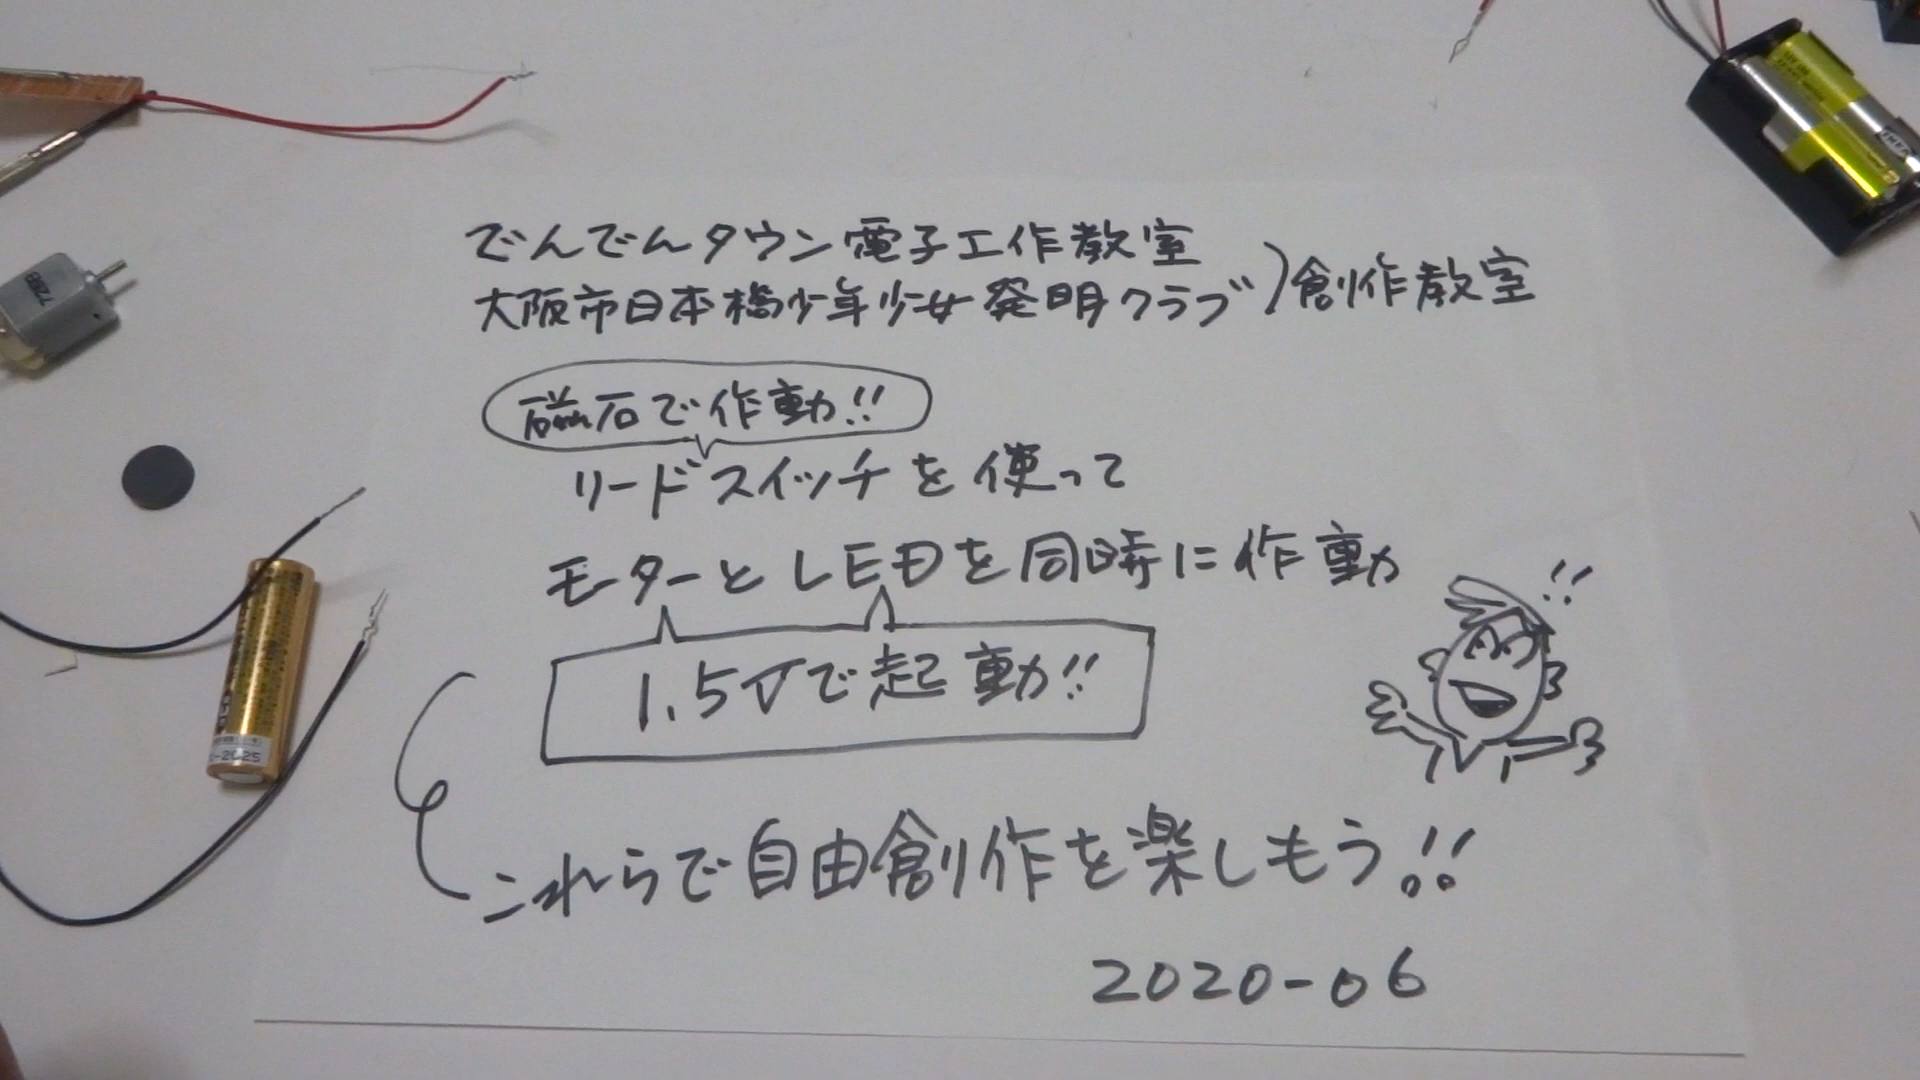 でんでんタウン電子工作教室
大阪市日本橋少年少女発明クラブ)創作教室
磁石で作動!!
リードスイッチを使って
モーターとLEDを同時に作動
!!
1.5Vで起動!!
これらで自由創作を楽しもう!!
2020-06
-2025